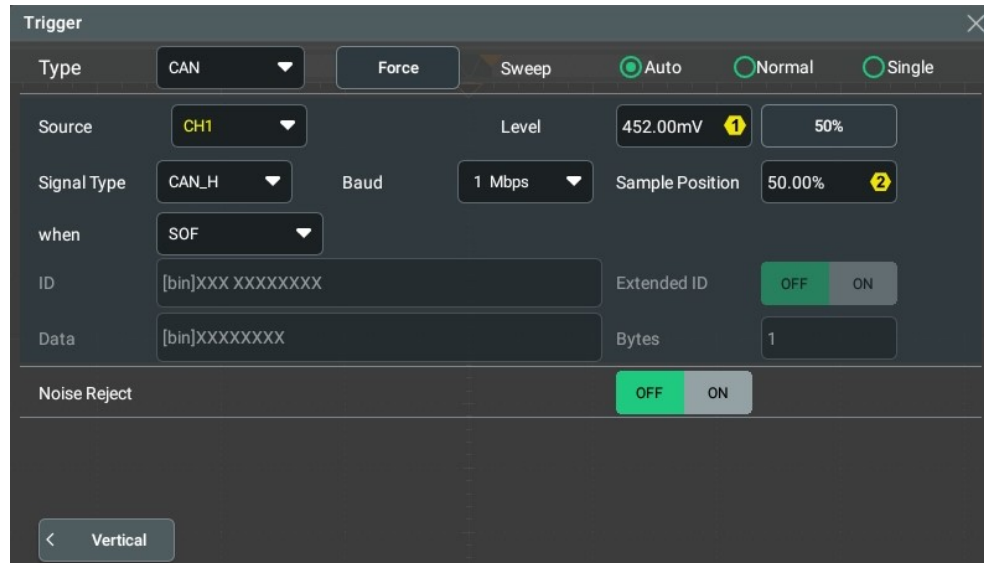 Trigger
Type CAN Force Sweep Auto Normal Single
Source CH1 Level 452.00mV 1 50%
Signal Type CAN_H Baud 1 Mbps Sample Position 50.00% 2
when SOF
ID [bin]XXX XXXXXXXX Extended ID OFF ON
Data [bin]XXXXXXXX Bytes 1
Noise Reject OFF ON
< Vertical